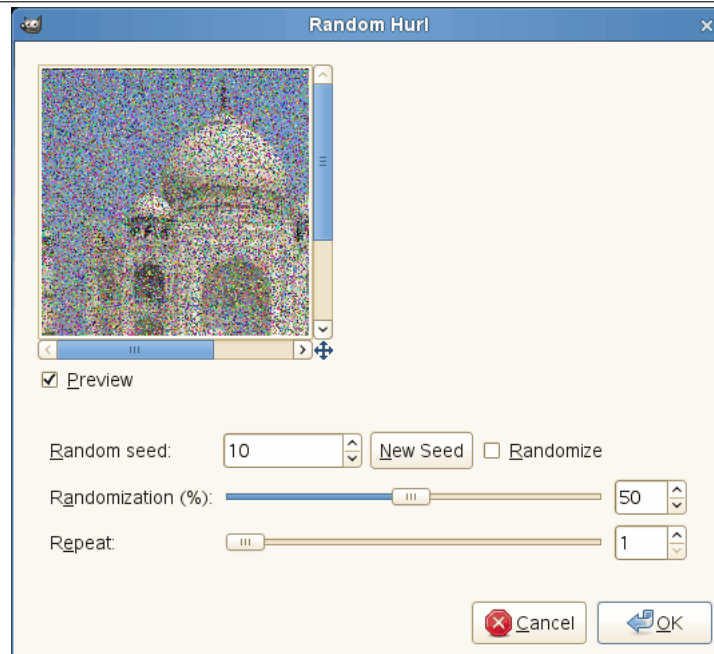 Random Hurl
Preview
Random seed: 10 New Seed Randomize
Randomization (%): 50
Repeat: 1
Cancel OK